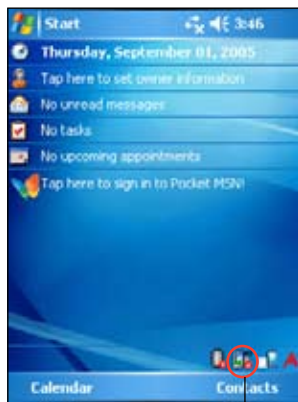 Start 3:46
Thursday, September 01, 2005
Tap here to set owner information
No unread messages
No tasks
No upcoming appointments
Tap here to sign in to Pocket MSN!
A
Calendar Contacts